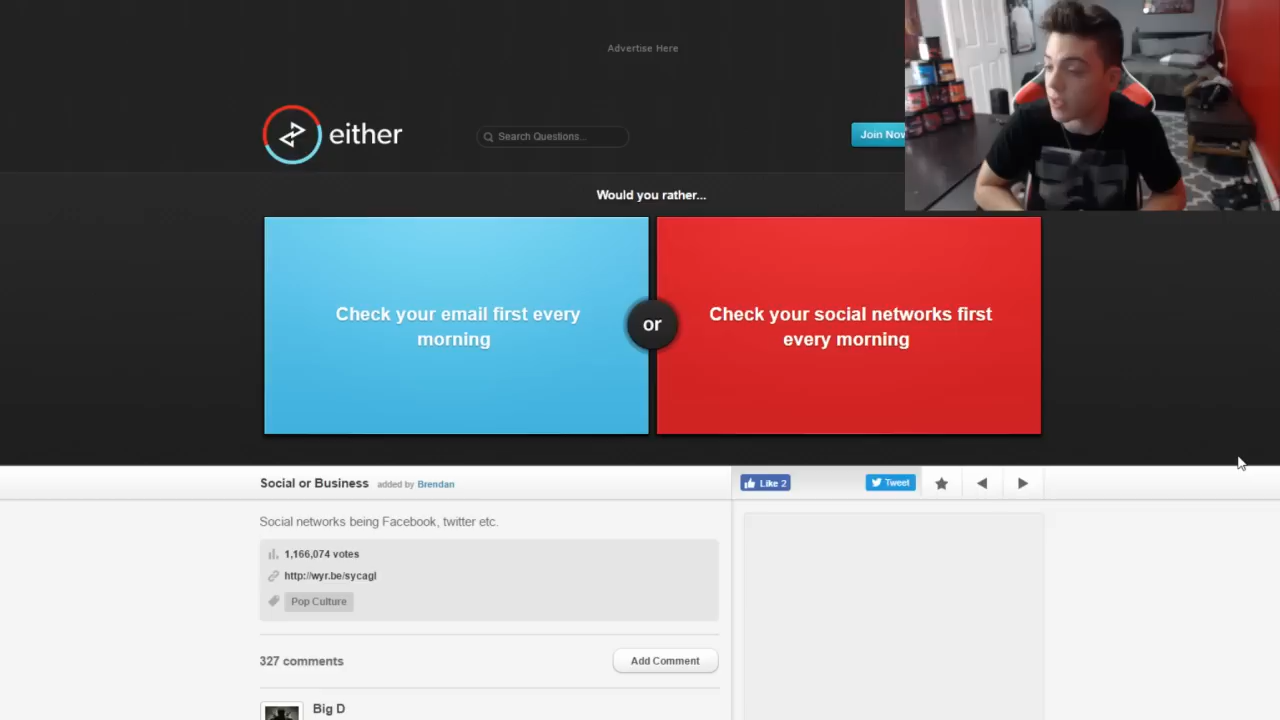 Advertise Here
either
Search Questions...
Join Now
Would you rather...
Check your email first every
morning
or
Check your social networks first
every morning
Social or Business added by Brendan
Like 2
Tweet
Social networks being Facebook, twitter etc.
1,166,074 votes
http://wyr.be/sycagl
Pop Culture
327 comments
Add Comment
Big D